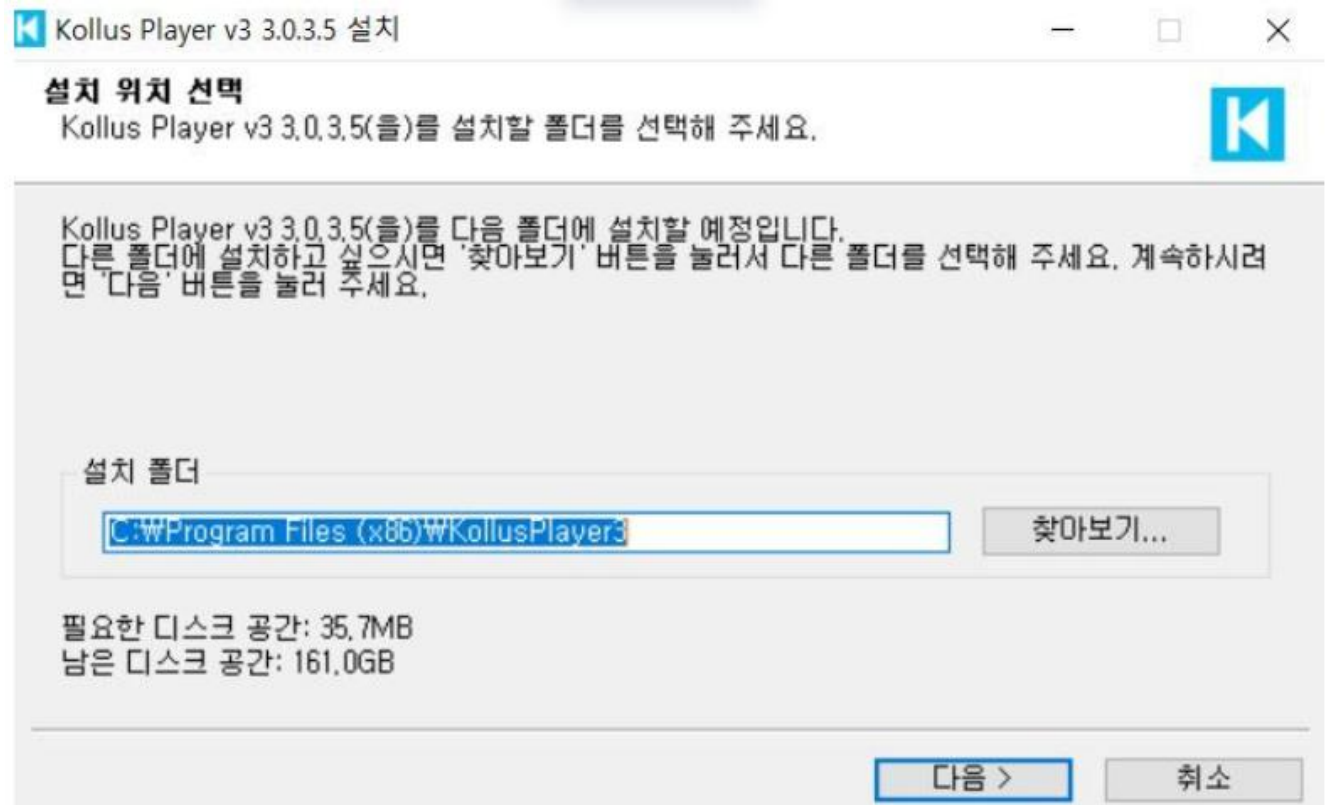 Kollus Player v3 3.0.3.5 설치
설치 위치 선택
Kollus Player v3 3.0.3.5(을)를 설치할 폴더를 선택해 주세요.
Kollus Player v3 3.0.3.5(을)를 다음 폴더에 설치할 예정입니다.
다른 폴더에 설치하고 싶으시면 '찾아보기' 버튼을 눌러서 다른 폴더를 선택해 주세요. 계속하시려
면 '다음' 버튼을 눌러 주세요.
설치 폴더
C:₩Program Files (x86)₩KollusPlayer3
찾아보기...
필요한 디스크 공간: 35.7MB
남은 디스크 공간: 161.0GB
다음 >
취소